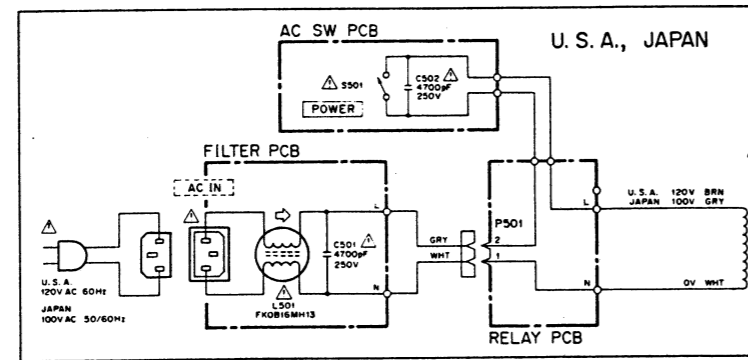 AC SW PCB
U. S. A., JAPAN
S501
C502
4700pF
250V
POWER
FILTER PCB
AC IN
L
C501
4700pF
250V
N
L501
FKOB16MH13
U. S. A.
120V AC 60Hz
JAPAN
100V AC 50/60Hz
GRY
WHT
P501
2
1
L
N
U. S. A. 120V BRN
JAPAN 100V GRY
0V WHT
RELAY PCB